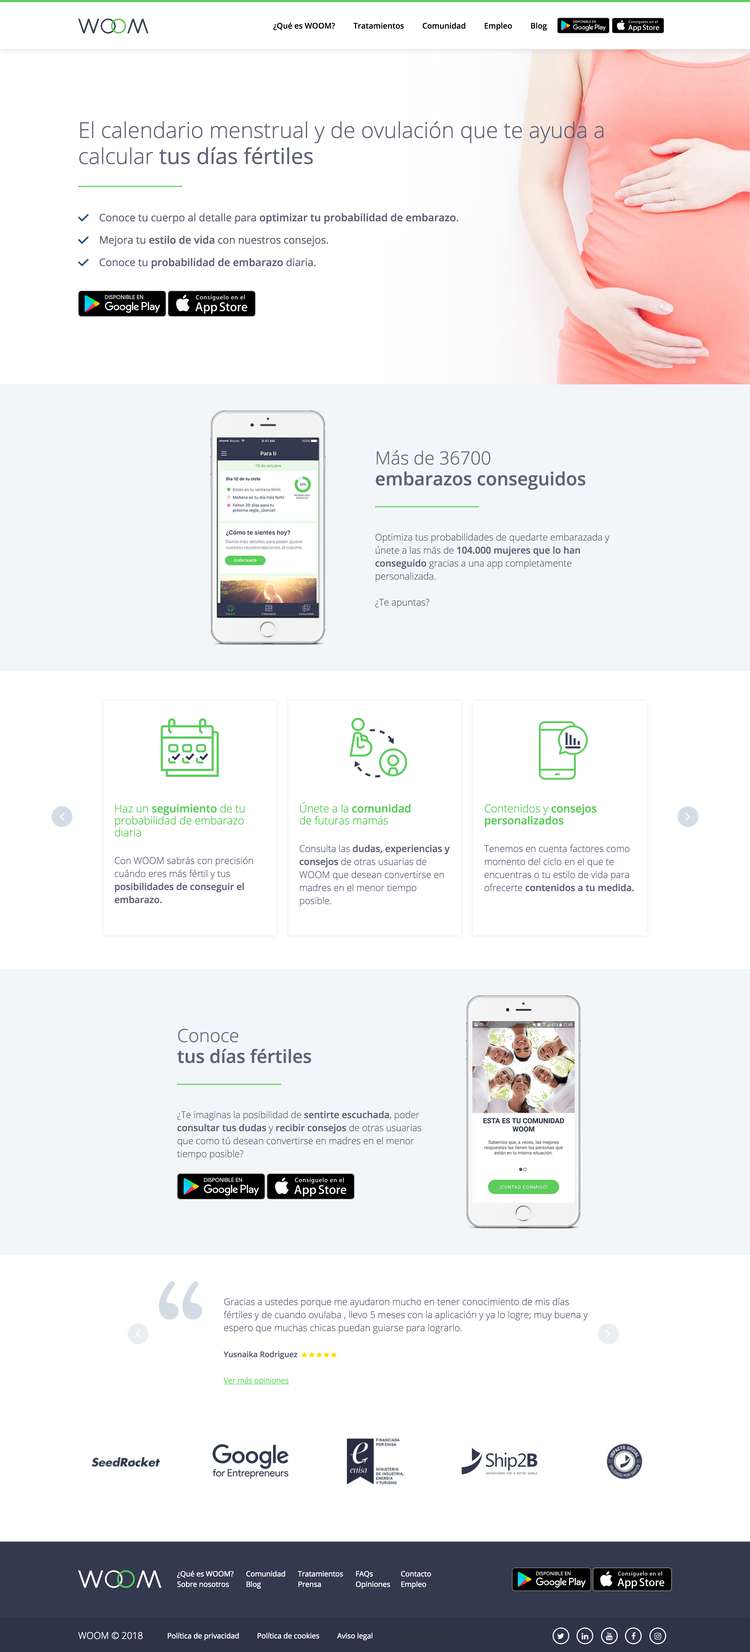 WOOM
¿Qué es WOOM? Tratamientos Comunidad Empleo Blog
DISPONIBLE EN Google Play
Consíguelo en el App Store
El calendario menstrual y de ovulación que te ayuda a
calcular tus días fértiles
Conoce tu cuerpo al detalle para optimizar tu probabilidad de embarazo.
Mejora tu estilo de vida con nuestros consejos.
Conoce tu probabilidad de embarazo diaria.
DISPONIBLE EN Google Play
Consíguelo en el App Store
Para ti
Día 12 de tu ciclo
¿Cómo te sientes hoy?
Más de 36700
embarazos conseguidos
Optimiza tus probabilidades de quedarte embarazada y
únete a las más de 104.000 mujeres que lo han
conseguido gracias a una app completamente
personalizada.
¿Te apuntas?
Haz un seguimiento de tu
probabilidad de embarazo
diaria
Con WOOM sabrás con precisión
cuándo eres más fértil y tus
posibilidades de conseguir el
embarazo.
Únete a la comunidad
de futuras mamás
Consulta las dudas, experiencias y
consejos de otras usuarias de
WOOM que desean convertirse en
madres en el menor tiempo
posible.
Contenidos y consejos
personalizados
Tenemos en cuenta factores como
momento del ciclo en el que te
encuentras o tu estilo de vida para
ofrecerte contenidos a tu medida.
Conoce
tus días fértiles
¿Te imaginas la posibilidad de sentirte escuchada, poder
consultar tus dudas y recibir consejos de otras usuarias
que como tú desean convertirse en madres en el menor
tiempo posible?
DISPONIBLE EN Google Play
Consíguelo en el App Store
ESTA ES TU COMUNIDAD
WOOM
Sabemos que, a veces, las mejores
respuestas las tienen las personas que
están en tu misma situación
¡CONTAD CONMIGO!
Gracias a ustedes porque me ayudaron mucho en tener conocimiento de mis días
fértiles y de cuando ovulaba , llevo 5 meses con la aplicación y ya lo logre; muy buena y
espero que muchas chicas puedan guiarse para lograrlo.
Yusnaika Rodriguez ★★★★★
Ver más opiniones
SeedRocket
Google
for Entrepreneurs
FINANCIADA
POR ENISA
enisa
MINISTERIO
DE INDUSTRIA,
ENERGÍA
Y TURISMO
Ship2B
WOOM
¿Qué es WOOM? Comunidad Tratamientos FAQs Contacto
Sobre nosotros Blog Prensa Opiniones Empleo
DISPONIBLE EN Google Play
Consíguelo en el App Store
WOOM © 2018 Política de privacidad Política de cookies Aviso legal